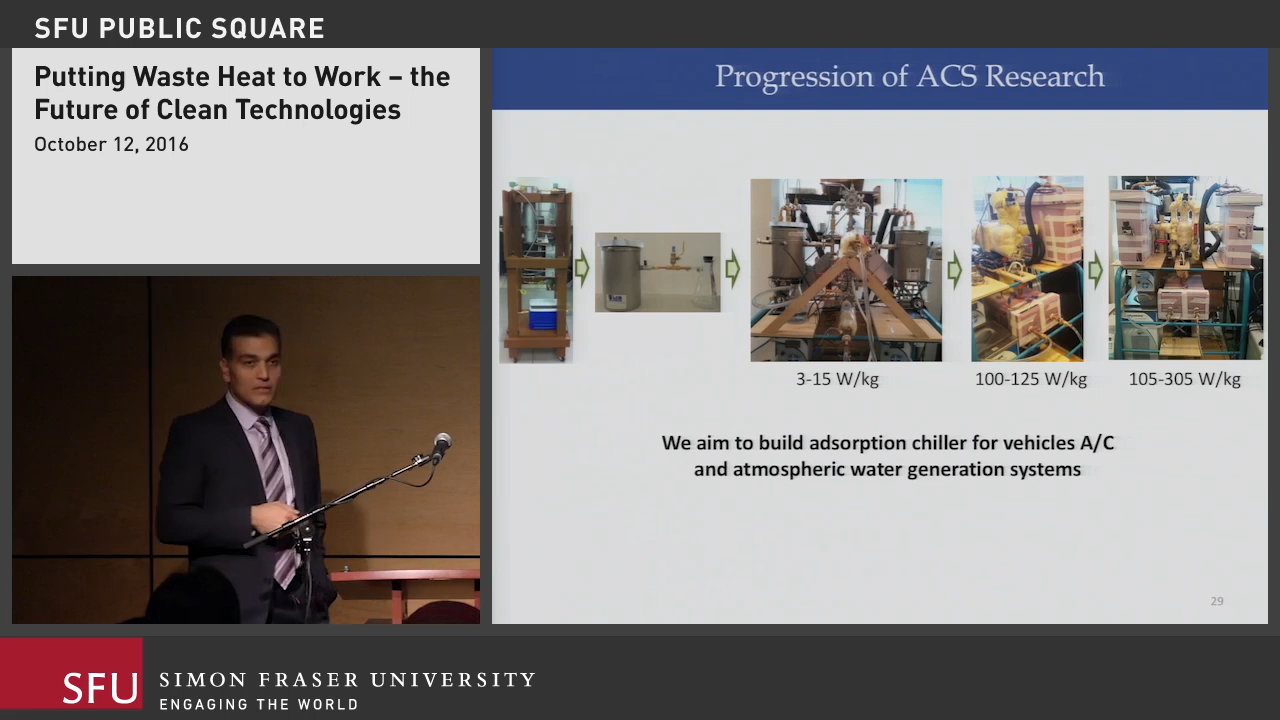 SFU PUBLIC SQUARE
Putting Waste Heat to Work – the
Future of Clean Technologies
October 12, 2016
Progression of ACS Research
3-15 W/kg
100-125 W/kg
105-305 W/kg
We aim to build adsorption chiller for vehicles A/C
and atmospheric water generation systems
29
SFU
SIMON FRASER UNIVERSITY
ENGAGING THE WORLD